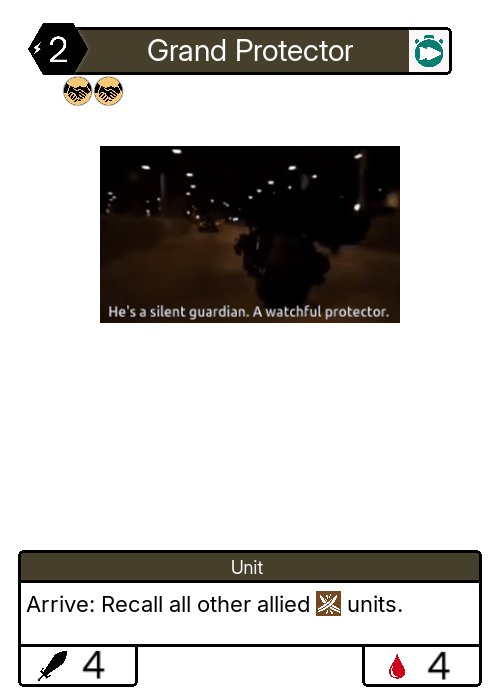 2
Grand Protector
He's a silent guardian. A watchful protector.
Unit
Arrive: Recall all other allied units.
4
4